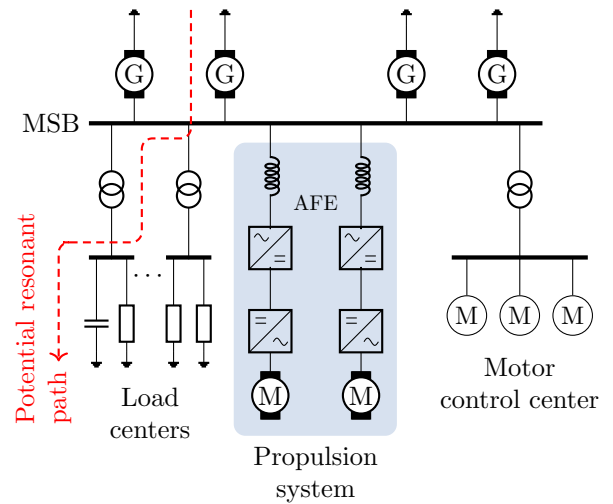 G
G
G
G
MSB
AFE
Potential resonant
path
. . .
M
M
M
M
M
Load
centers
Motor
control center
Propulsion
system